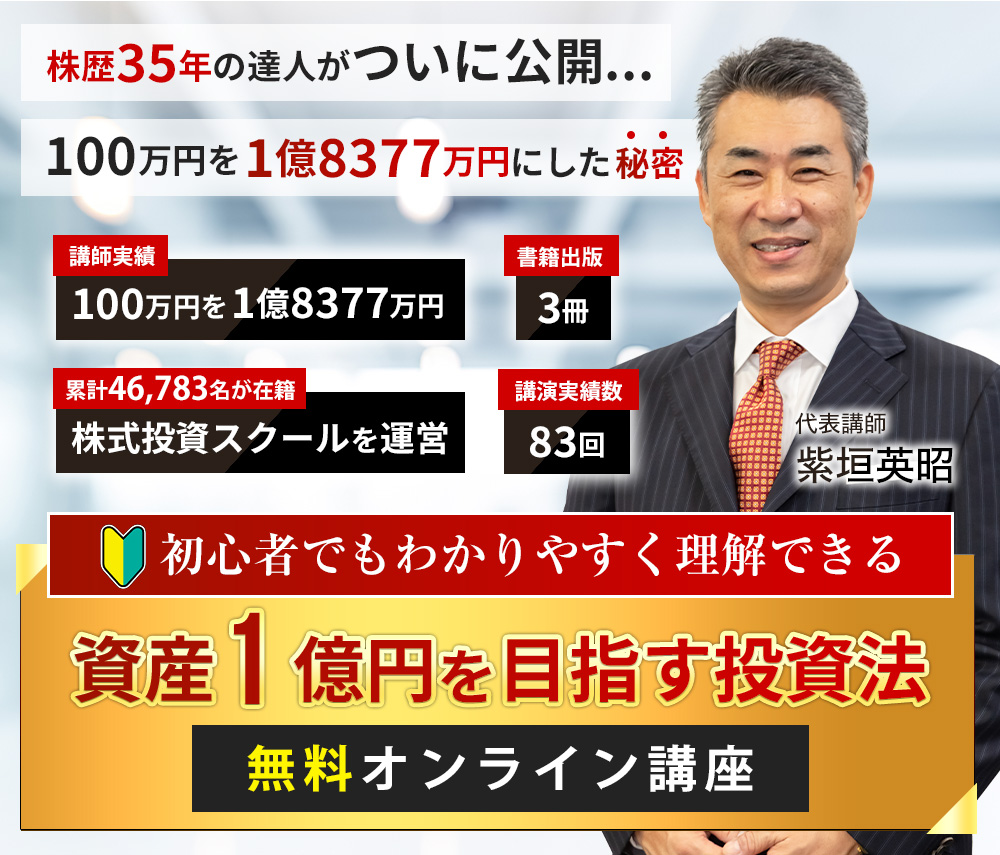 株歴35年の達人がついに公開...
100万円を1億8377万円にした秘密
講師実績
100万円を1億8377万円
書籍出版
3冊
累計46,783名が在籍
株式投資スクールを運営
講演実績数
83回
代表講師
紫垣英昭
初心者でもわかりやすく理解できる
資産1億円を目指す投資法
無料オンライン講座